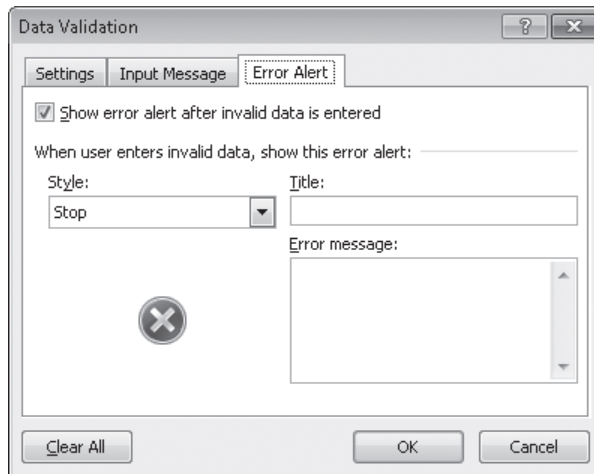 Data Validation
Settings
Input Message
Error Alert
Show error alert after invalid data is entered
When user enters invalid data, show this error alert:
Style:
Title:
Stop
Error message:
Clear All
OK
Cancel